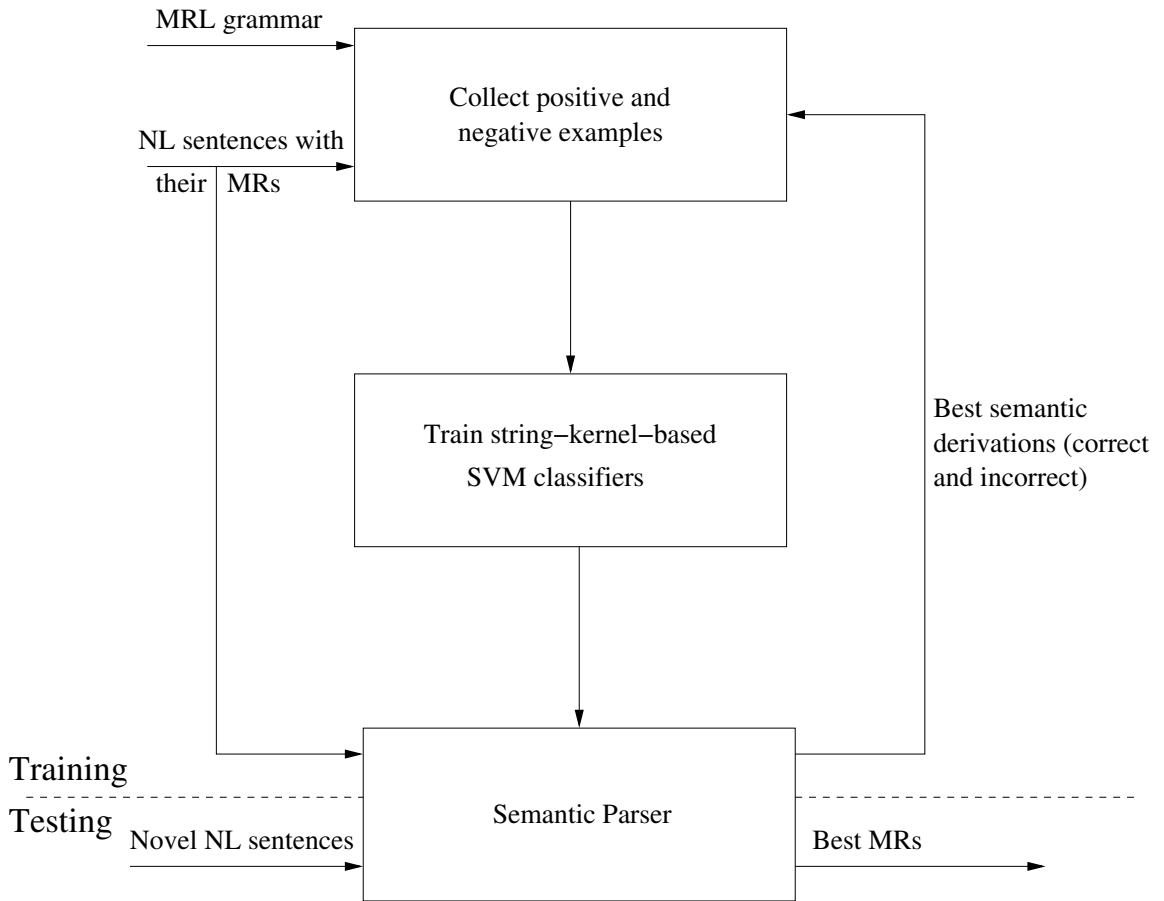 MRL grammar
Collect positive and
negative examples
NL sentences with
their MRs
Train string−kernel−based
SVM classifiers
Best semantic
derivations (correct
and incorrect)
Training
Testing
Semantic Parser
Novel NL sentences
Best MRs